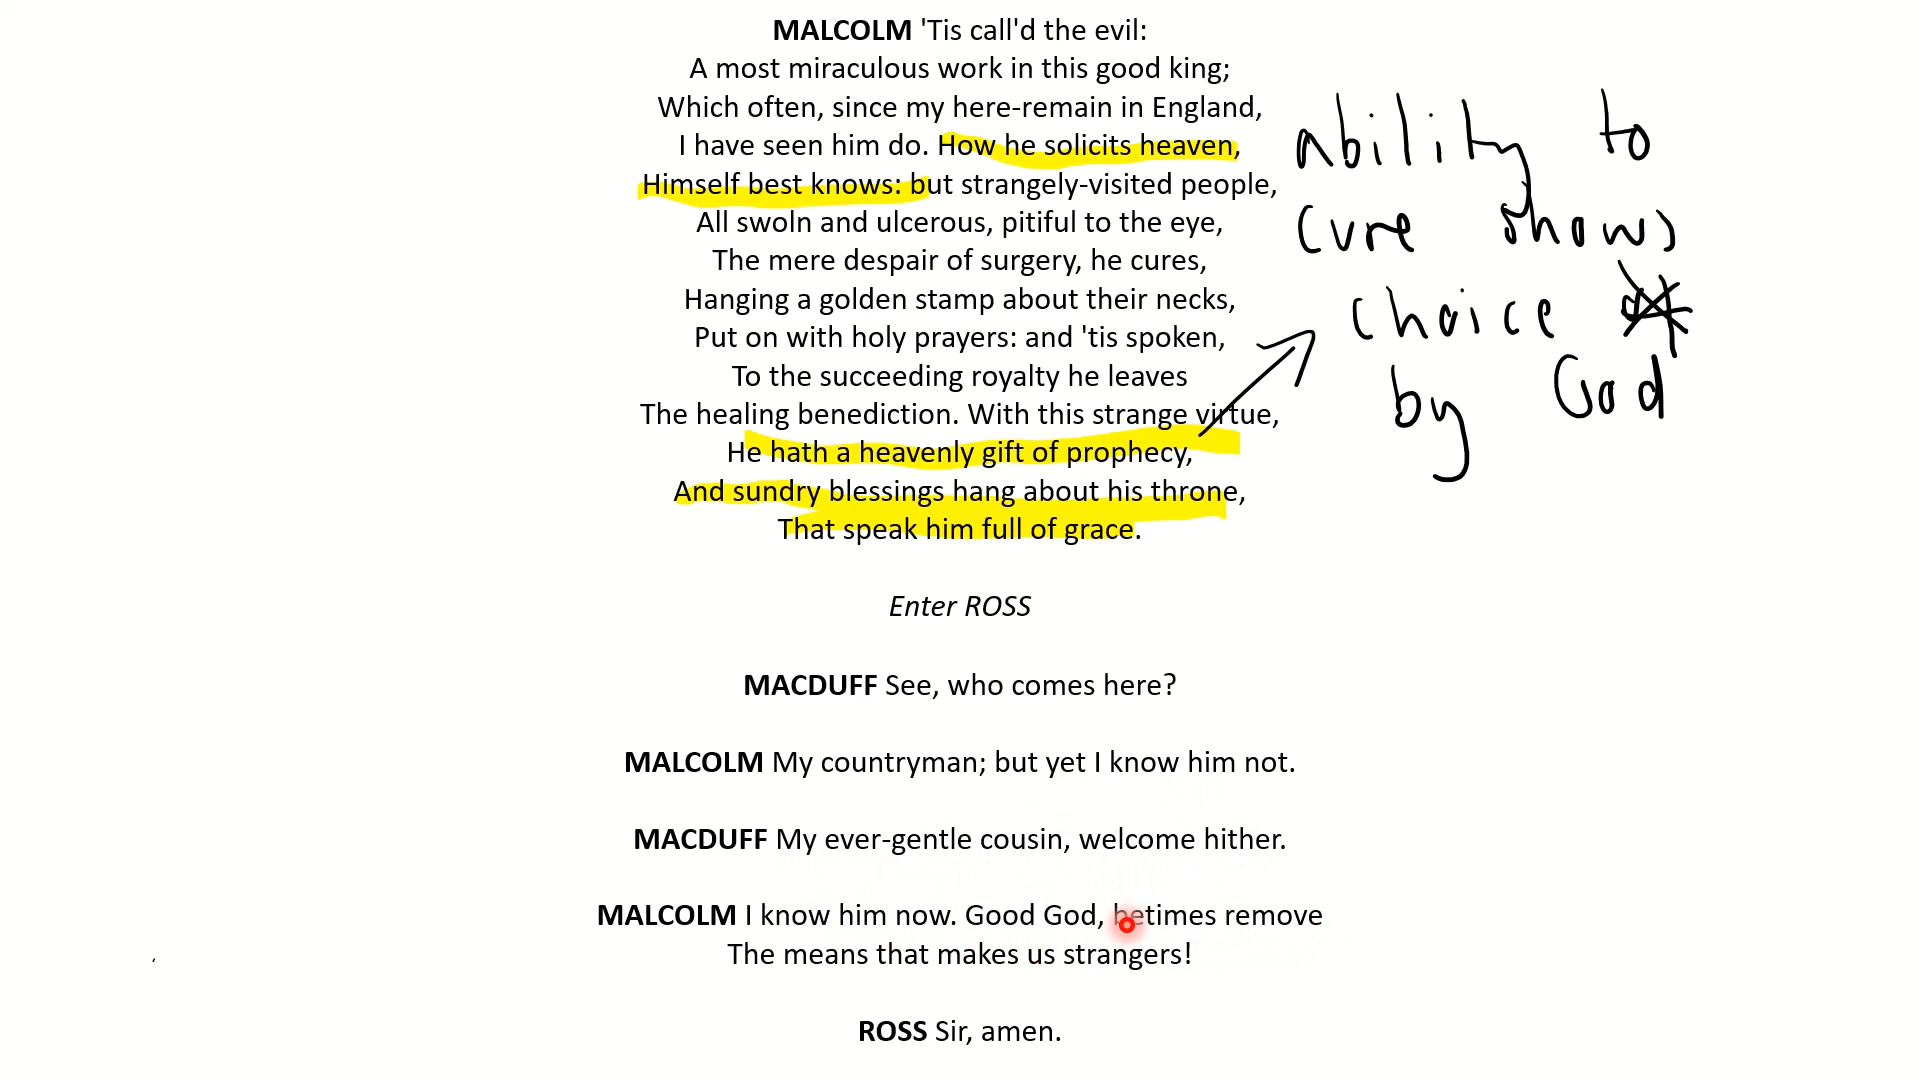 MALCOLM 'Tis call'd the evil:
A most miraculous work in this good king;
Which often, since my here-remain in England,
I have seen him do. How he solicits heaven,
Himself best knows: but strangely-visited people,
All swoln and ulcerous, pitiful to the eye,
The mere despair of surgery, he cures,
Hanging a golden stamp about their necks,
Put on with holy prayers: and 'tis spoken,
To the succeeding royalty he leaves
The healing benediction. With this strange virtue,
He hath a heavenly gift of prophecy,
And sundry blessings hang about his throne,
That speak him full of grace.
ability to
cure shows
choice
by God
Enter ROSS
MACDUFF See, who comes here?
MALCOLM My countryman; but yet I know him not.
MACDUFF My ever-gentle cousin, welcome hither.
MALCOLM I know him now. Good God, betimes remove
The means that makes us strangers!
ROSS Sir, amen.